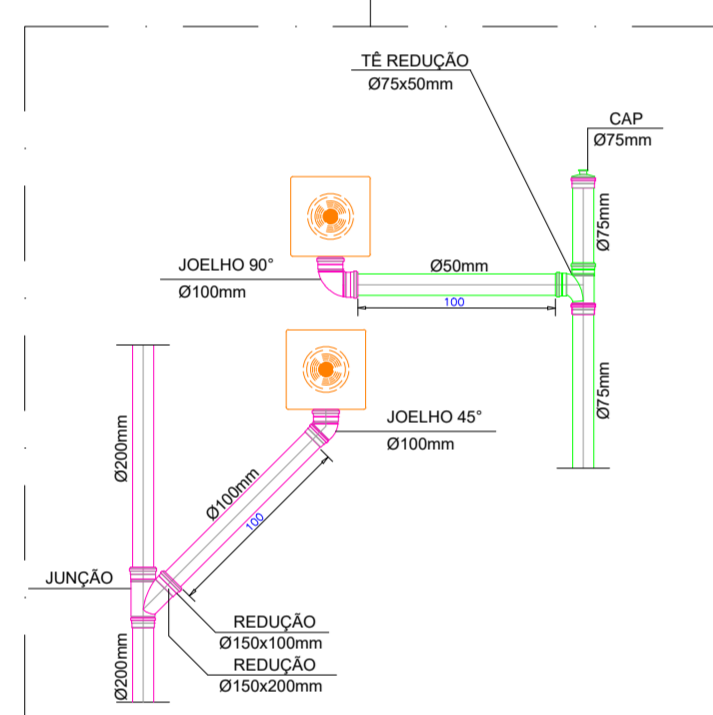 TÊ REDUÇÃO
Ø75x50mm
CAP
Ø75mm
Ø75mm
JOELHO 90°
Ø100mm
Ø50mm
100
Ø75mm
JOELHO 45°
Ø100mm
Ø200mm
Ø100mm
100
JUNÇÃO
REDUÇÃO
Ø150x100mm
REDUÇÃO
Ø150x200mm
Ø200mm